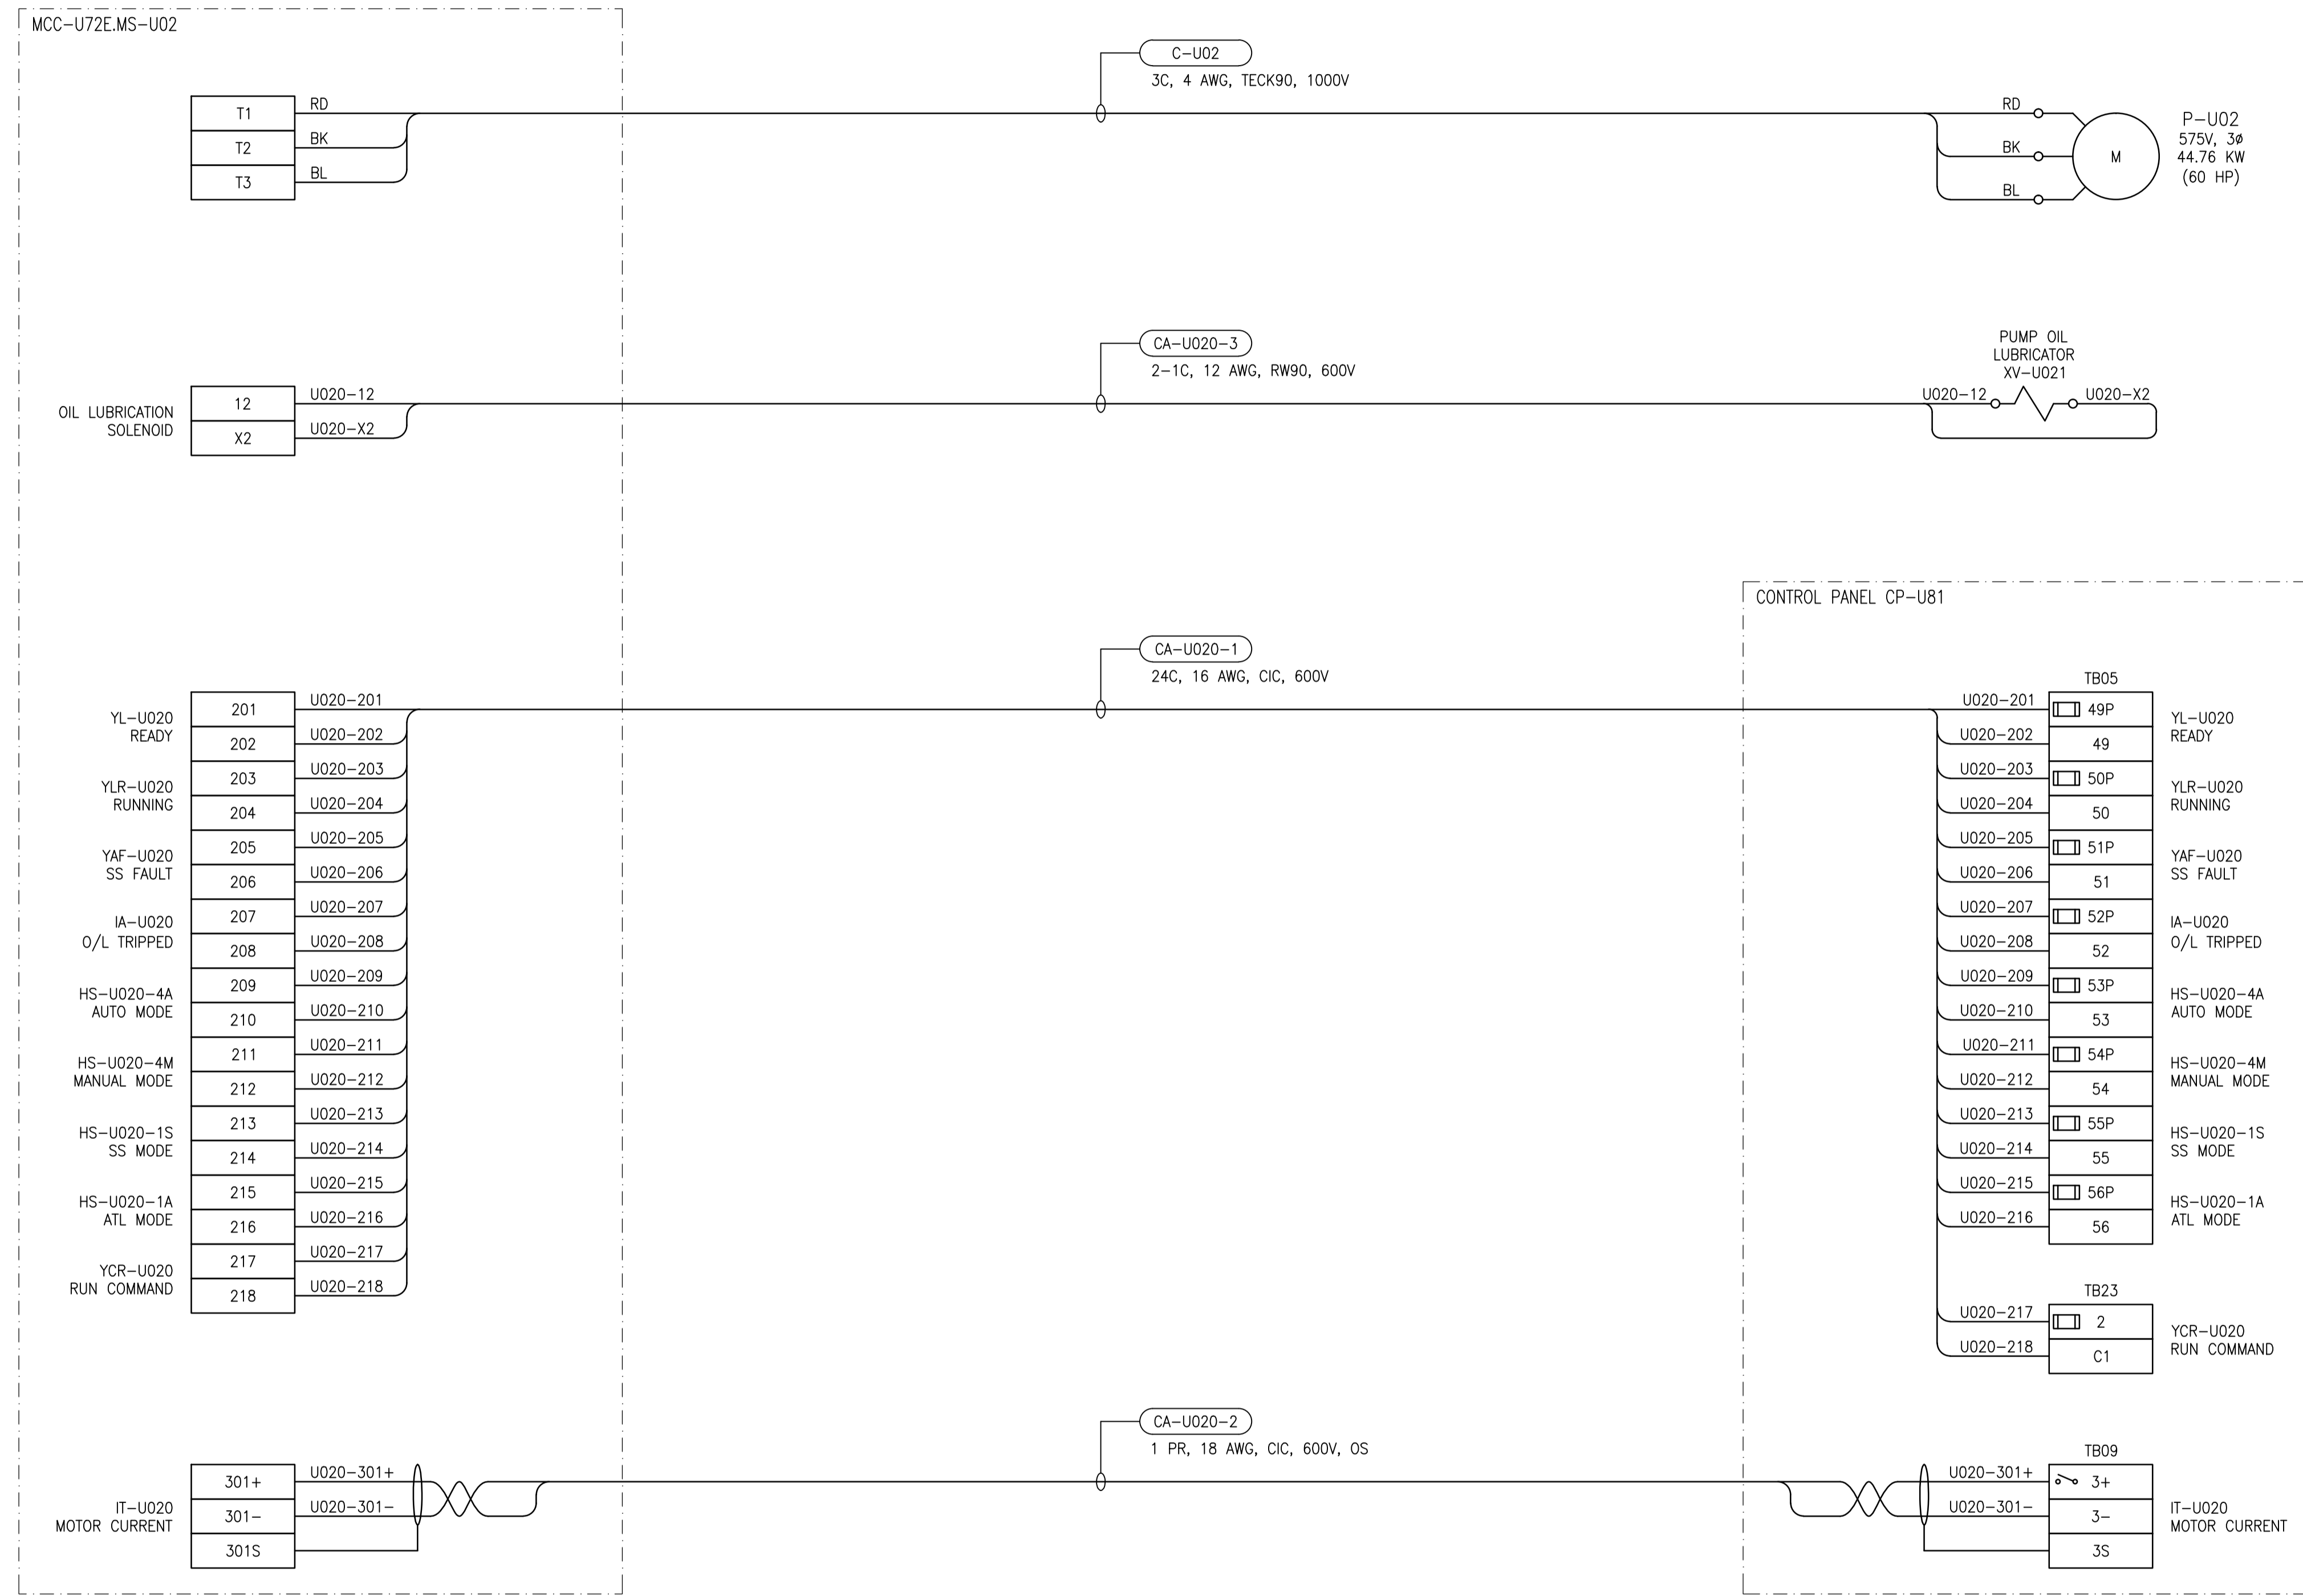 MCC-U72E.MS-U02
C-U02
3C, 4 AWG, TECK90, 1000V
T1
RD
T2
BK
T3
BL
RD
BK
BL
M
P-U02
575V, 3ø
44.76 KW
(60 HP)
CA-U020-3
2-1C, 12 AWG, RW90, 600V
OIL LUBRICATION
SOLENOID
12
U020-12
X2
U020-X2
PUMP OIL
LUBRICATOR
XV-U021
U020-12
U020-X2
CONTROL PANEL CP-U81
CA-U020-1
24C, 16 AWG, CIC, 600V
YL-U020
READY
YLR-U020
RUNNING
YAF-U020
SS FAULT
IA-U020
O/L TRIPPED
HS-U020-4A
AUTO MODE
HS-U020-4M
MANUAL MODE
HS-U020-1S
SS MODE
HS-U020-1A
ATL MODE
YCR-U020
RUN COMMAND
201
202
203
204
205
206
207
208
209
210
211
212
213
214
215
216
217
218
U020-201
U020-202
U020-203
U020-204
U020-205
U020-206
U020-207
U020-208
U020-209
U020-210
U020-211
U020-212
U020-213
U020-214
U020-215
U020-216
U020-217
U020-218
U020-201
U020-202
U020-203
U020-204
U020-205
U020-206
U020-207
U020-208
U020-209
U020-210
U020-211
U020-212
U020-213
U020-214
U020-215
U020-216
TB05
49P
49
50P
50
51P
51
52P
52
53P
53
54P
54
55P
55
56P
56
YL-U020
READY
YLR-U020
RUNNING
YAF-U020
SS FAULT
IA-U020
O/L TRIPPED
HS-U020-4A
AUTO MODE
HS-U020-4M
MANUAL MODE
HS-U020-1S
SS MODE
HS-U020-1A
ATL MODE
TB23
U020-217
2
U020-218
C1
YCR-U020
RUN COMMAND
CA-U020-2
1 PR, 18 AWG, CIC, 600V, OS
IT-U020
MOTOR CURRENT
301+
U020-301+
301-
U020-301-
301S
TB09
U020-301+
3+
U020-301-
3-
3S
IT-U020
MOTOR CURRENT